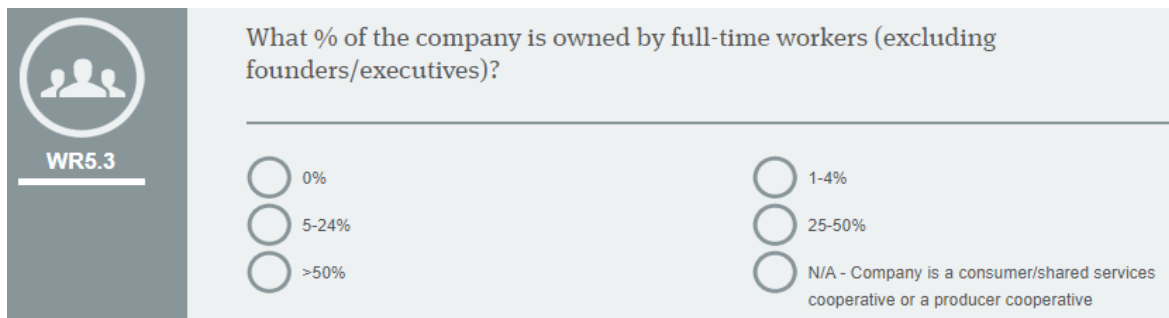 What % of the company is owned by full-time workers (excluding
founders/executives)?
WR5.3
0%
1-4%
5-24%
25-50%
>50%
N/A - Company is a consumer/shared services
cooperative or a producer cooperative